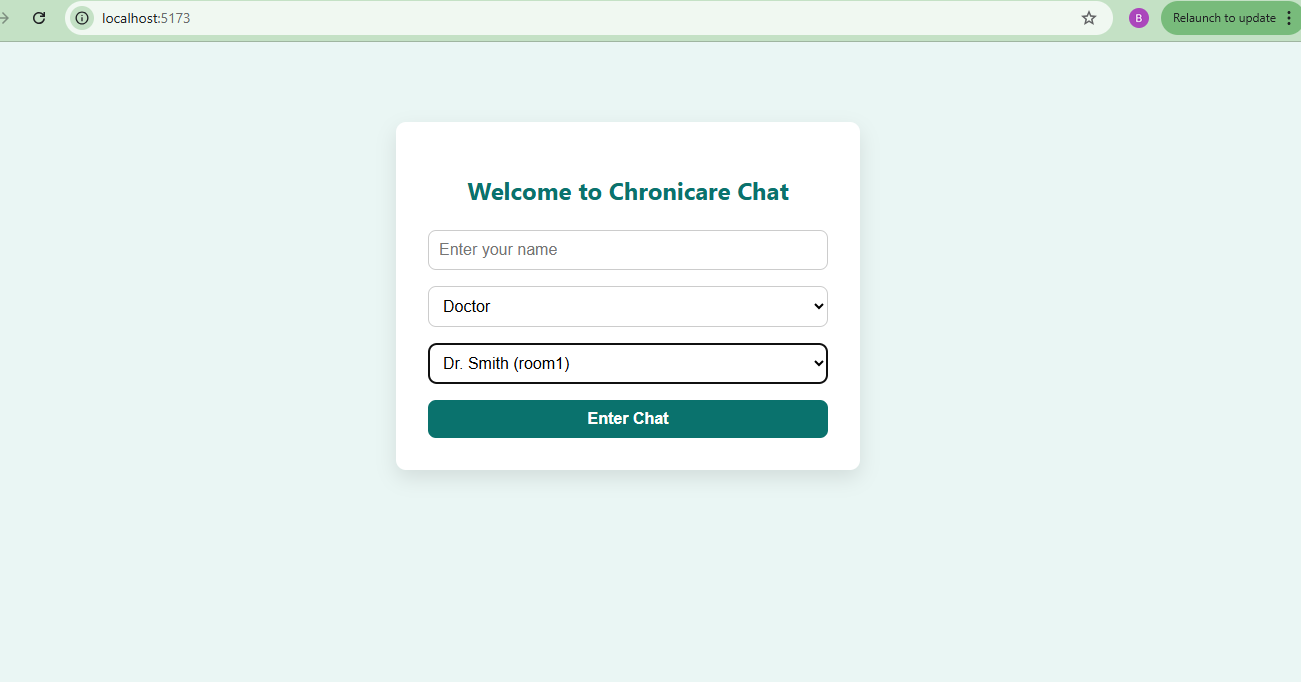 localhost:5173
B
Relaunch to update
Welcome to Chronicare Chat
Enter your name
Doctor
Dr. Smith (room1)
Enter Chat